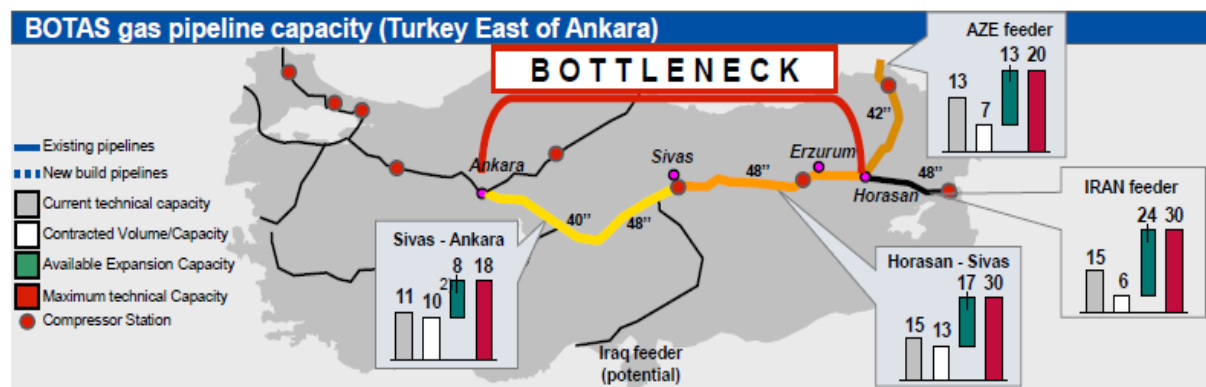 BOTAS gas pipeline capacity (Turkey East of Ankara)
BOTTLENECK
AZE feeder
13
7
13
20
42"
Existing pipelines
New build pipelines
Current technical capacity
Contracted Volume/Capacity
Available Expansion Capacity
Maximum technical Capacity
Compressor Station
Ankara
Sivas
Erzurum
Horasan
40"
48"
48"
48"
IRAN feeder
15
6
24
30
Sivas - Ankara
11
10
2)
8
18
Horasan - Sivas
15
13
17
30
Iraq feeder
(potential)